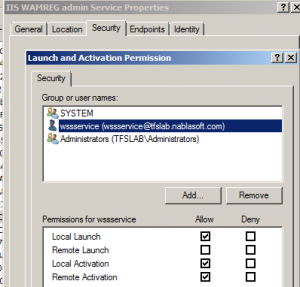 IIS WAMREG admin Service Properties
General Location Security Endpoints Identity
Launch and Activation Permission
Security
Group or user names:
SYSTEM
wssservice (wssservice@tfslab.nablasoft.com)
Administrators (TFSLAB\Administrators)
Add... Remove
Permissions for wssservice Allow Deny
Local Launch
Remote Launch
Local Activation
Remote Activation